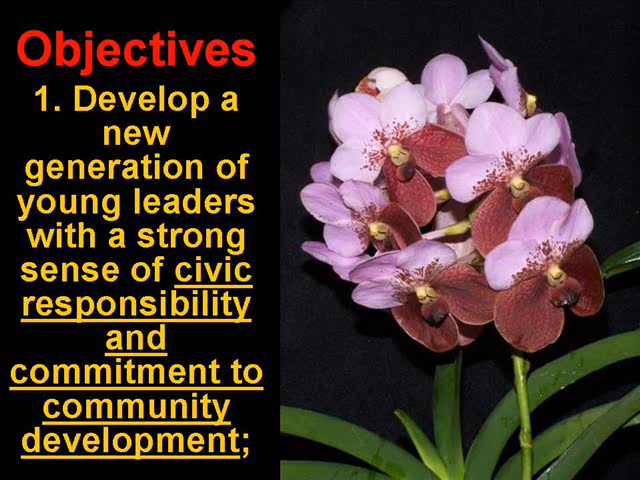 Objectives
1. Develop a
new
generation of
young leaders
with a strong
sense of civic
responsibility
and
commitment to
community
development;